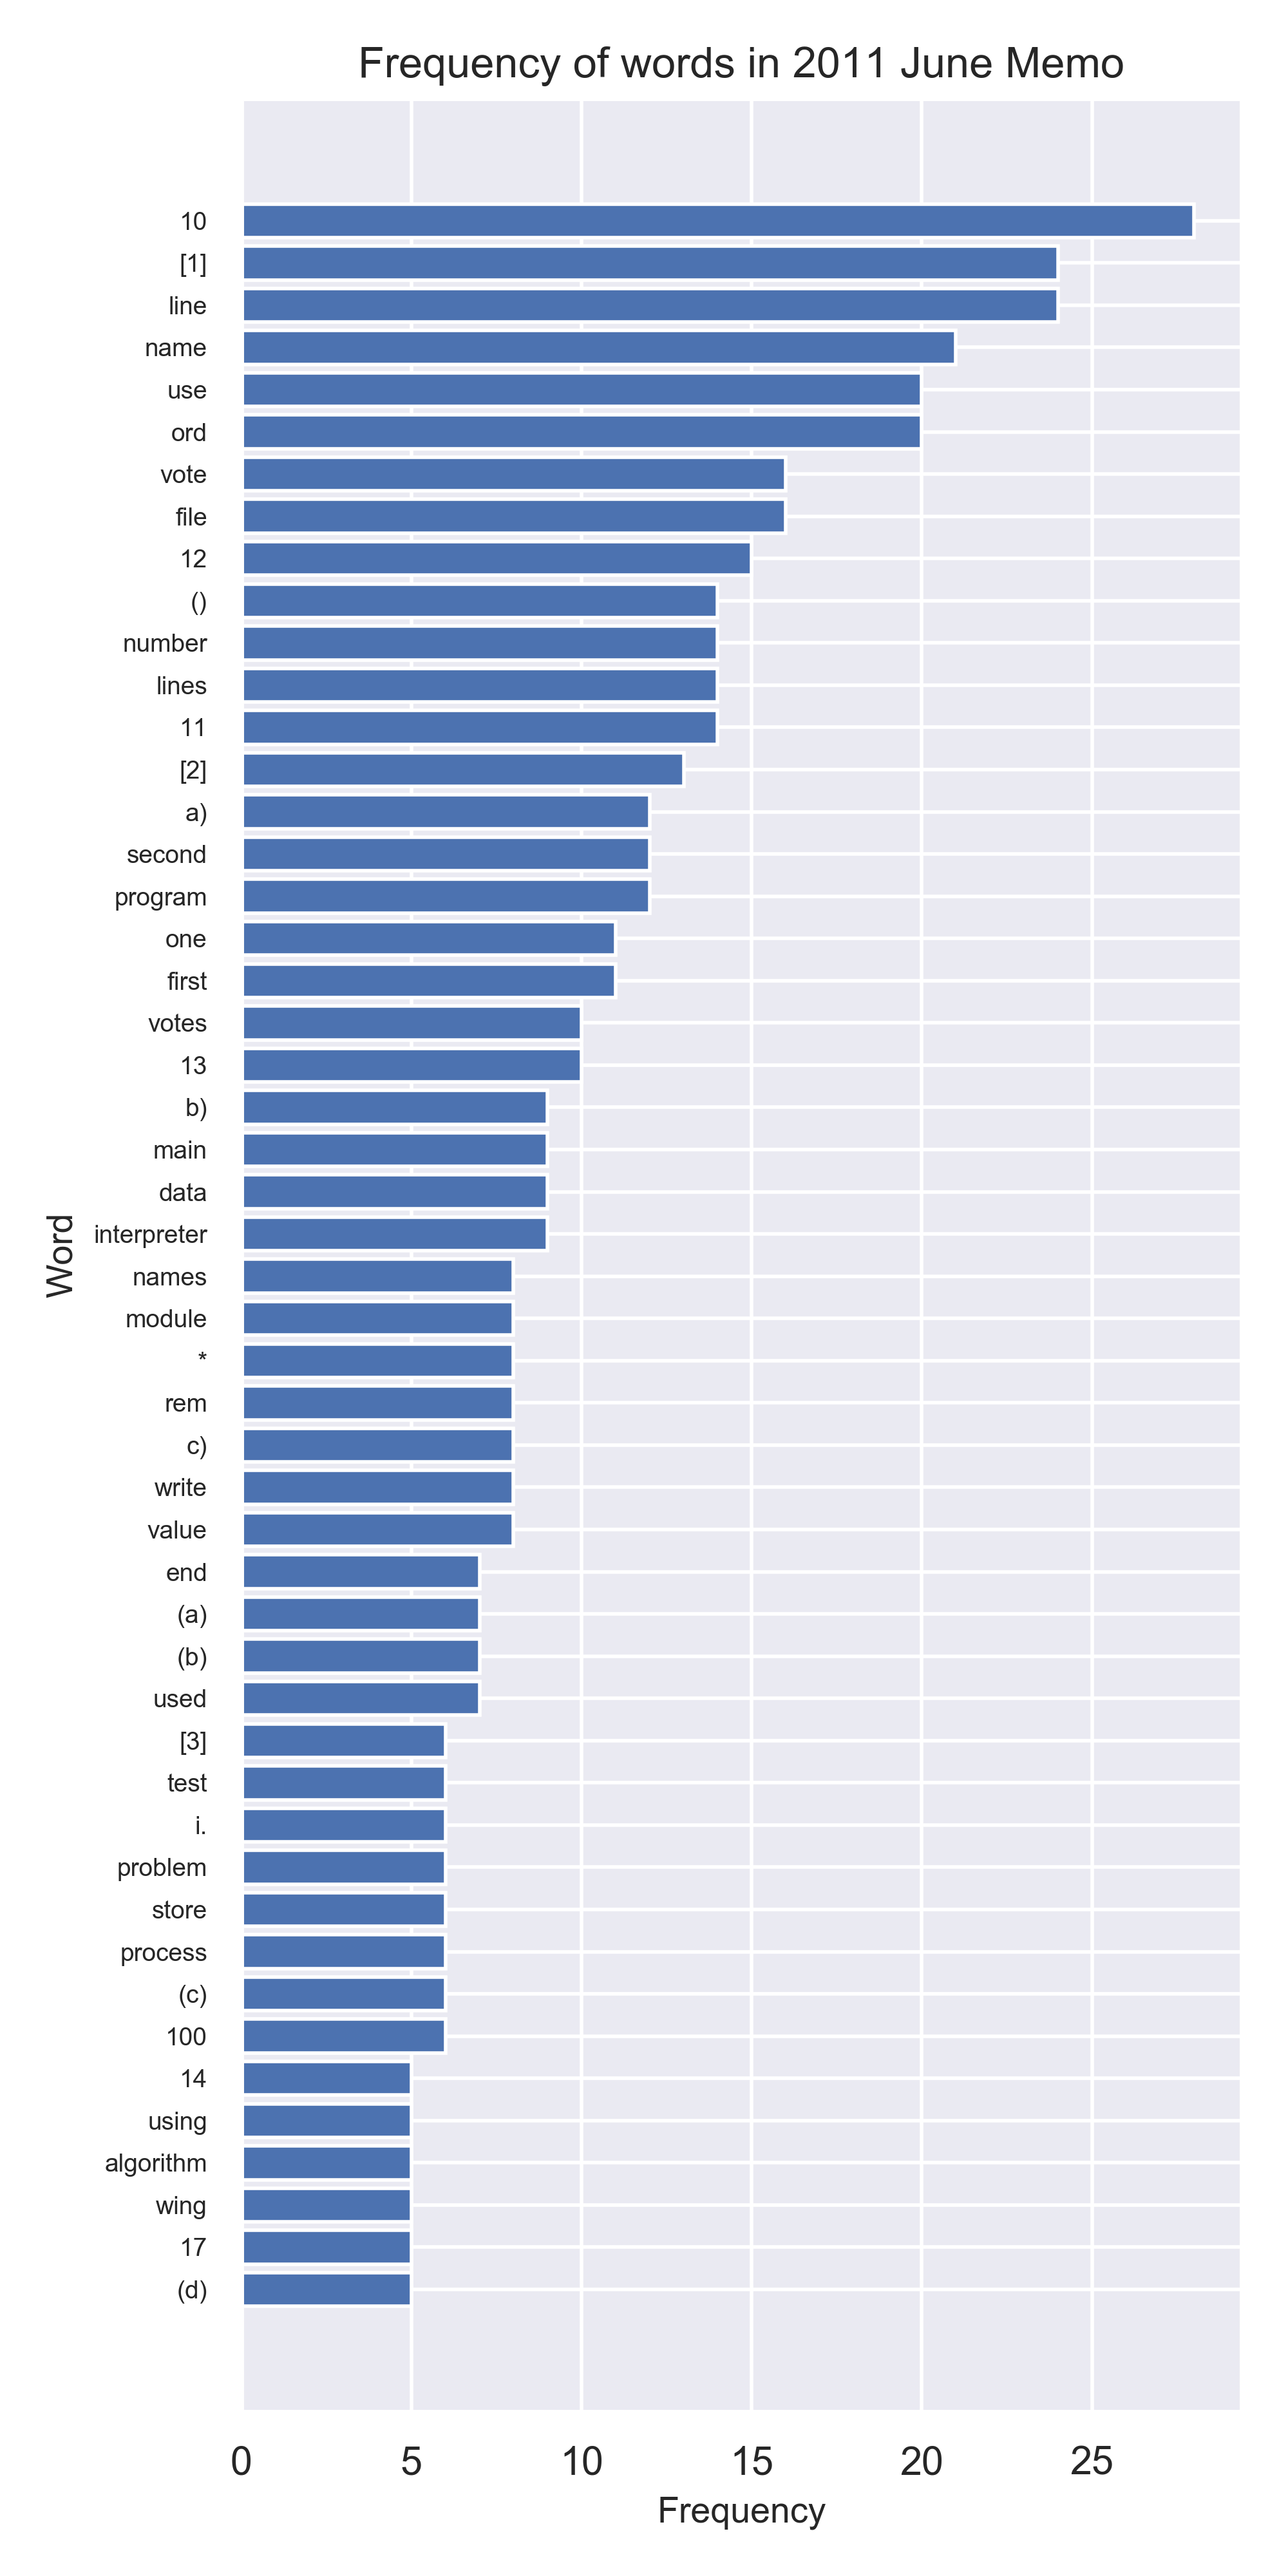 Frequency of words in 2011 June Memo
10
[1]
line
name
use
ord
vote
file
12
()
number
lines
11
[2]
a)
second
program
one
first
votes
13
b)
main
data
interpreter
names
module
*
rem
c)
write
value
end
(a)
(b)
used
[3]
test
i.
problem
store
process
(c)
100
14
using
algorithm
wing
17
(d)
Word
0 5 10 15 20 25
Frequency